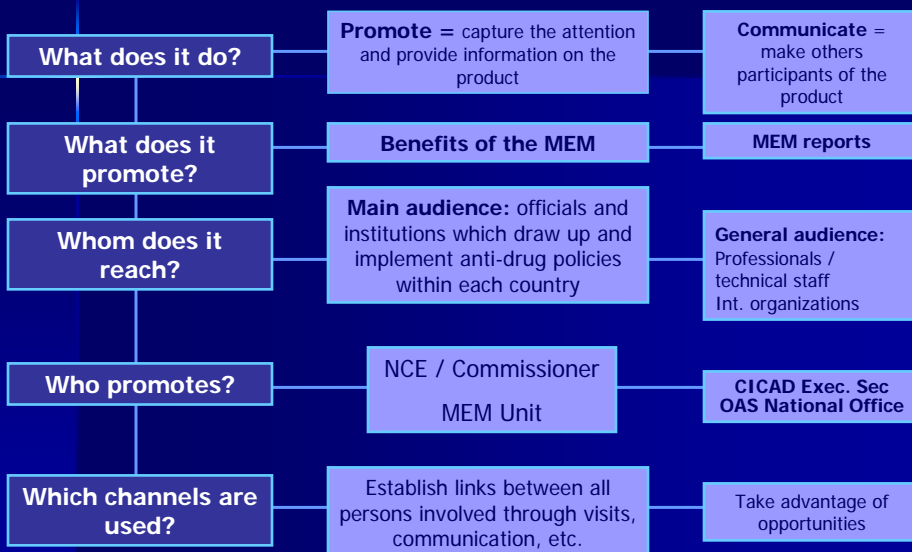 What does it do?
Promote = capture the attention
and provide information on the
product
Communicate =
make others
participants of the
product
What does it
promote?
Benefits of the MEM
MEM reports
Whom does it
reach?
Main audience: officials and
institutions which draw up and
implement anti-drug policies
within each country
General audience:
Professionals /
technical staff
Int. organizations
Who promotes?
NCE / Commissioner
MEM Unit
CICAD Exec. Sec
OAS National Office
Which channels are
used?
Establish links between all
persons involved through visits,
communication, etc.
Take advantage of
opportunities